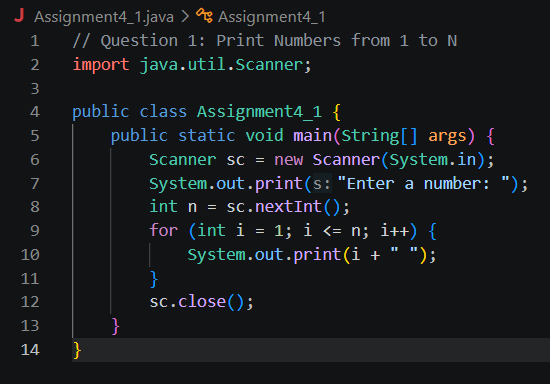 J Assignment4_1.java > Assignment4_1
1 // Question 1: Print Numbers from 1 to N
2 import java.util.Scanner;
3
4 public class Assignment4_1 {
5     public static void main(String[] args) {
6         Scanner sc = new Scanner(System.in);
7         System.out.print(s:"Enter a number: ");
8         int n = sc.nextInt();
9         for (int i = 1; i <= n; i++) {
10             System.out.print(i + " ");
11         }
12         sc.close();
13     }
14 }